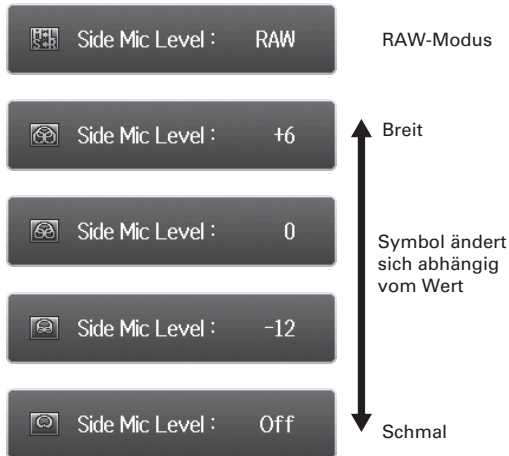 M→L S→R Side Mic Level : RAW RAW-Modus
Side Mic Level : +6 Breit
Side Mic Level : 0
Symbol ändert
sich abhängig
vom Wert
Side Mic Level : -12
Side Mic Level : Off Schmal